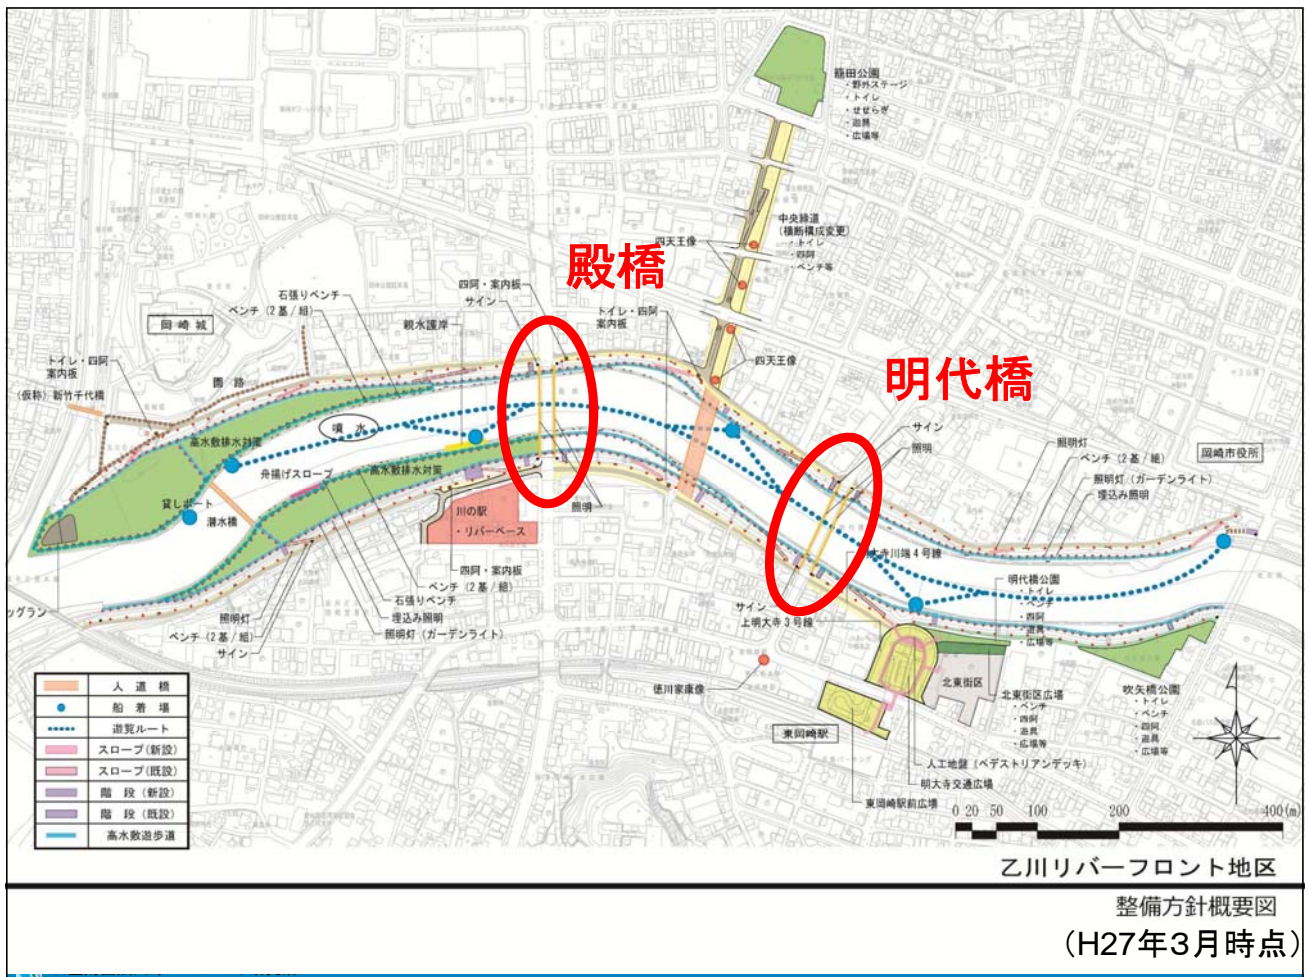 籠田公園
・野外ステージ
・トイレ
・せせらぎ
・遊具
・広場等
中央緑道
(横断構成変更)
・トイレ
・四阿
・ベンチ等
四天王像
四天王像
殿橋
明代橋
四阿・案内板
サイン
石張りベンチ
ベンチ(2基/組)
親水護岸
トイレ・四阿
案内板
岡崎城
トイレ・四阿
案内板
園路
(仮称)新竹千代橋
噴水
高水敷排水対策
舟揚げスロープ
高水敷排水対策
貸しボート
潜水橋
川の駅
・リバーベース
照明
サイン
照明
照明灯
ベンチ(2基/組)
照明灯(ガーデンライト)
埋込み照明
岡崎市役所
大寺川端4号線
四阿・案内板
ベンチ(2基/組)
石張りベンチ
埋込み照明
照明灯(ガーデンライト)
ッグラン
照明灯
ベンチ(2基/組)
サイン
サイン
上明大寺3号線
明代橋公園
・トイレ
・ベンチ
・四阿
・遊具
・広場等
徳川家康像
北東街区
北東街区広場
・ベンチ
・四阿
・遊具
・広場等
吹矢橋公園
・トイレ
・ベンチ
・四阿
・遊具
・広場等
東岡崎駅
人工地盤(ペデストリアンデッキ)
明大寺交通広場
東岡崎駅前広場
人道橋
船着場
遊覧ルート
スロープ(新設)
スロープ(既設)
階段(新設)
階段(既設)
高水敷遊歩道
0 20 50 100 200 400(m)
乙川リバーフロント地区
整備方針概要図
(H27年3月時点)